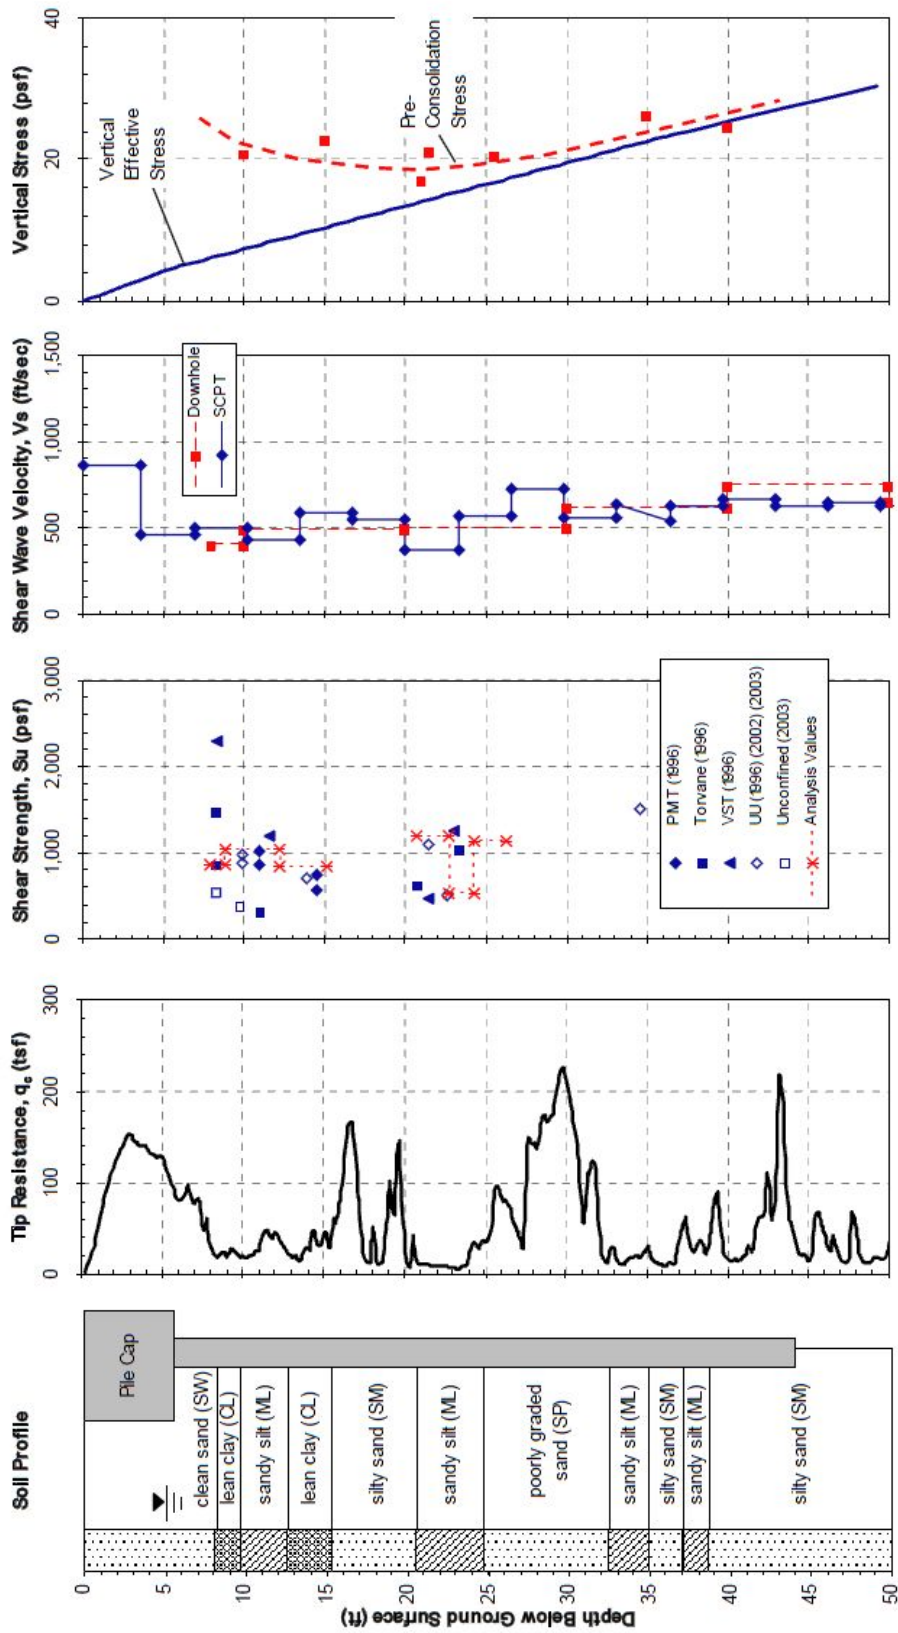 Soil Profile
Depth Below Ground Surface (ft)
0
5
10
15
20
25
30
35
40
45
50
Pile Cap
clean sand (SW)
lean clay (CL)
sandy silt (ML)
lean clay (CL)
silty sand (SM)
sandy silt (ML)
poorly graded
sand (SP)
sandy silt (ML)
silty sand (SM)
sandy silt (ML)
silty sand (SM)
Tip Resistance, qc (tsf)
0
100
200
300
Shear Strength, Su (psf)
0
1,000
2,000
3,000
PMT (1996)
Torvane (1996)
VST (1996)
UU (1996) (2002) (2003)
Unconfined (2003)
Analysis Values
Shear Wave Velocity, Vs (ft/sec)
0
500
1,000
1,500
Downhole
SCPT
Vertical Stress (psf)
0
20
40
Vertical
Effective
Stress
Pre-
Consolidation
Stress